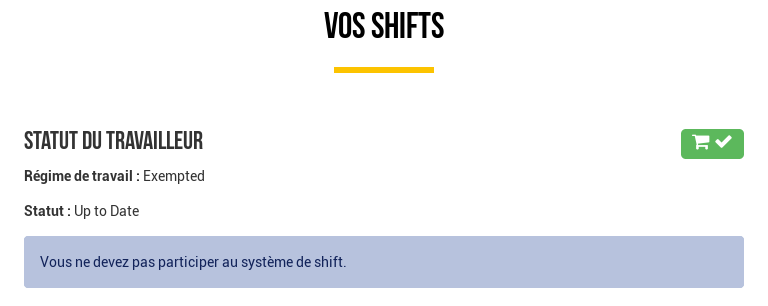 VOS SHIFTS
STATUT DU TRAVAILLEUR
Régime de travail : Exempted
Statut : Up to Date
Vous ne devez pas participer au système de shift.